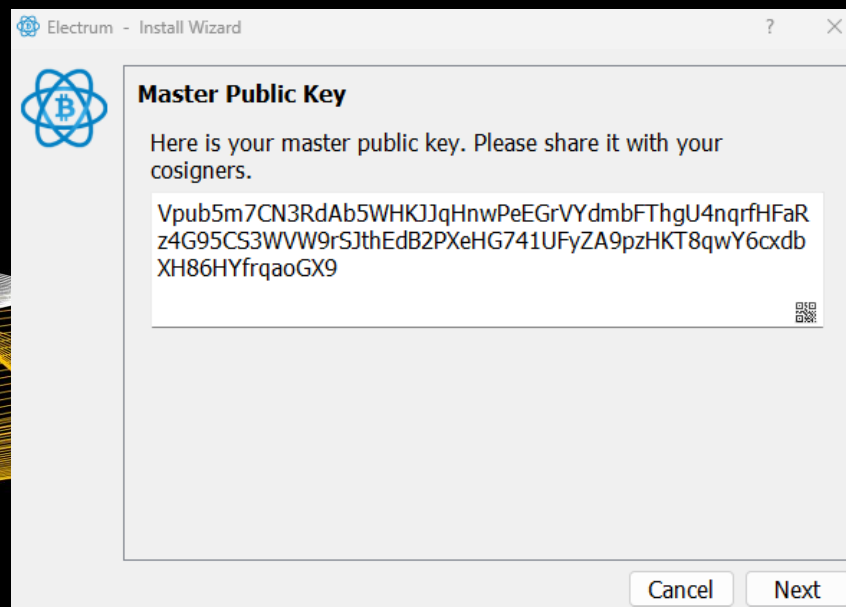 Electrum - Install Wizard
Master Public Key
Here is your master public key. Please share it with your
cosigners.
Vpub5m7CN3RdAb5WHKJJqHnwPeEGrVYdmbFThgU4nqrfHFaR
z4G95CS3WVW9rSJthEdB2PXeHG741UFyZA9pzHKT8qwY6cxdb
XH86HYfrqaoGX9
Cancel Next